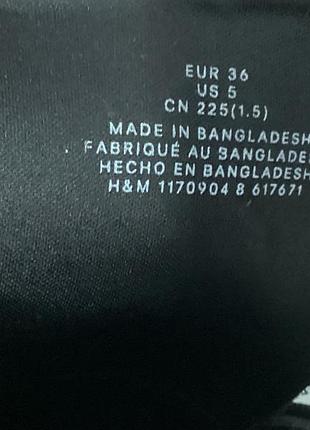 EUR 36
US 5
CN 225(1.5)
MADE IN BANGLADESH
FABRIQUÉ AU BANGLADE
HECHO EN BANGLADESH
H&M 1170904 8 617671